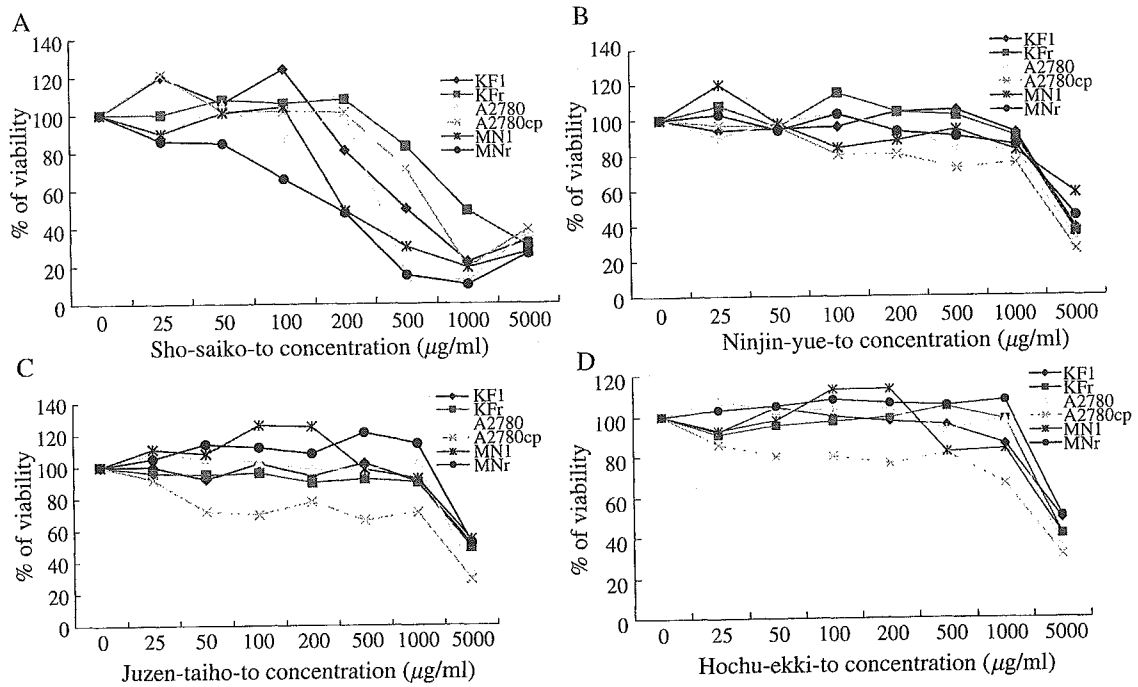 A
140
120
100
80
60
40
20
0
% of viability
KF1
KFr
A2780
A2780cp
MN1
MNr
0 25 50 100 200 500 1000 5000
Sho-saiko-to concentration (μg/ml)
B
140
120
100
80
60
40
20
0
% of viability
KF1
KFr
A2780
A2780cp
MN1
MNr
0 25 50 100 200 500 1000 5000
Ninjin-yue-to concentration (μg/ml)
C
140
120
100
80
60
40
20
0
% of viability
KF1
KFr
A2780
A2780cp
MN1
MNr
0 25 50 100 200 500 1000 5000
Juzen-taiho-to concentration (μg/ml)
D
120
100
80
60
40
20
0
% of viability
KF1
KFr
A2780
A2780cp
MN1
MNr
0 25 50 100 200 500 1000 5000
Hochu-ekki-to concentration (μg/ml)